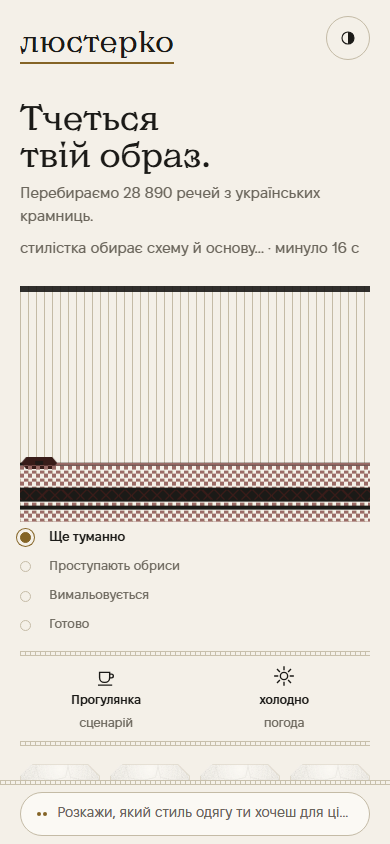 люстерко
Тчеться
твій образ.
Перебираємо 28 890 речей з українських
крамниць.
стилістка обирає схему й основу... · минуло 16 с
Ще туманно
Проступають обриси
Вимальовується
Готово
Прогулянка
холодно
сценарій
погода
Розкажи, який стиль одягу ти хочеш для ці...